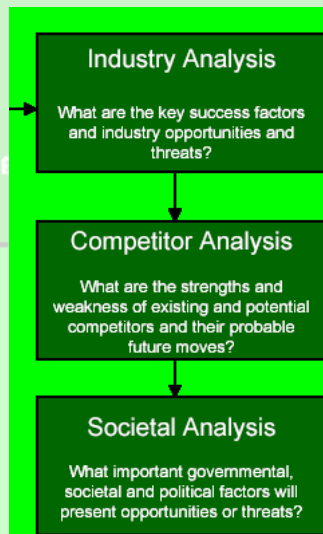 Industry Analysis
What are the key success factors
and industry opportunities and
threats?
Competitor Analysis
What are the strengths and
weakness of existing and potential
competitors and their probable
future moves?
Societal Analysis
What important governmental,
societal and political factors will
present opportunities or threats?